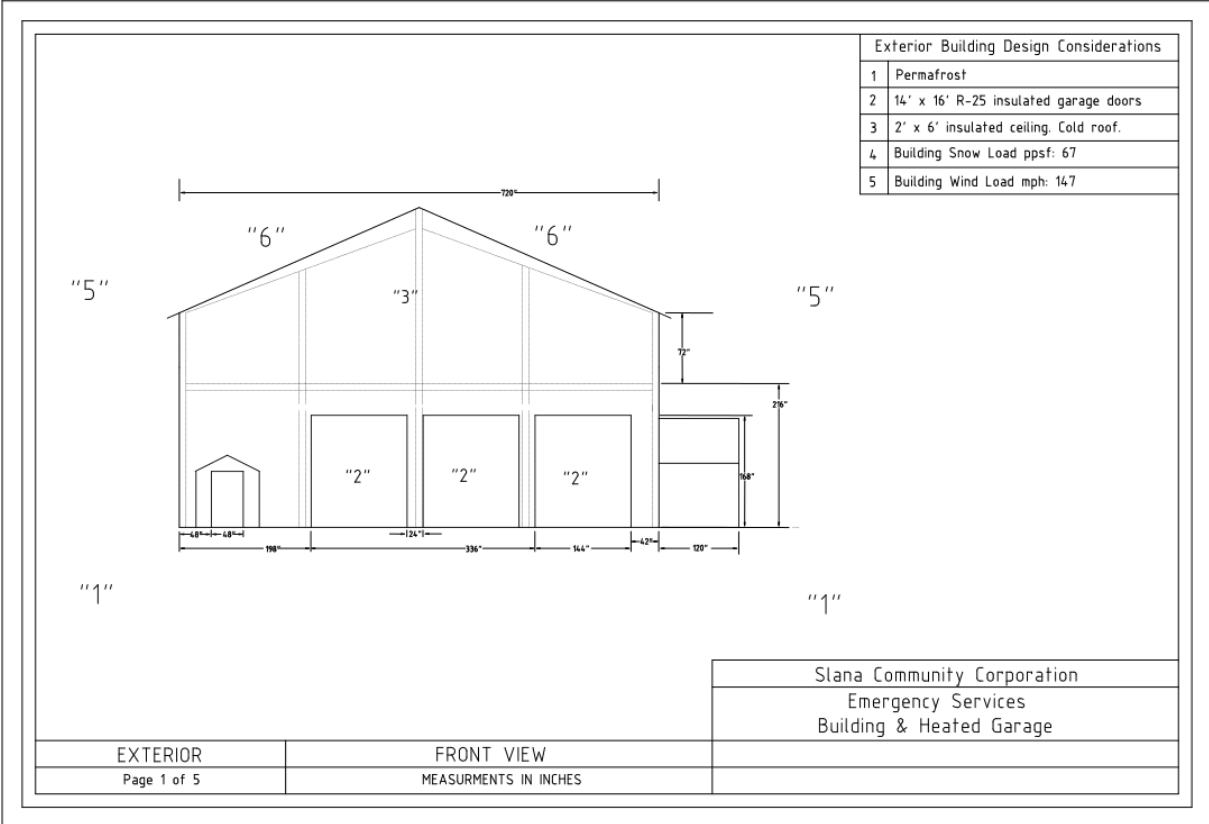 Exterior Building Design Considerations
1 Permafrost
2 14' x 16' R-25 insulated garage doors
3 2' x 6' insulated ceiling. Cold roof.
4 Building Snow Load ppsf: 67
5 Building Wind Load mph: 147
720"
"6" "6"
"5" "3" "5"
72"
216"
"2" "2" "2" 168"
48" 48" 24" 42"
198" 336" 144" 120"
"1" "1"
Slana Community Corporation
Emergency Services
Building & Heated Garage
EXTERIOR FRONT VIEW
Page 1 of 5 MEASURMENTS IN INCHES